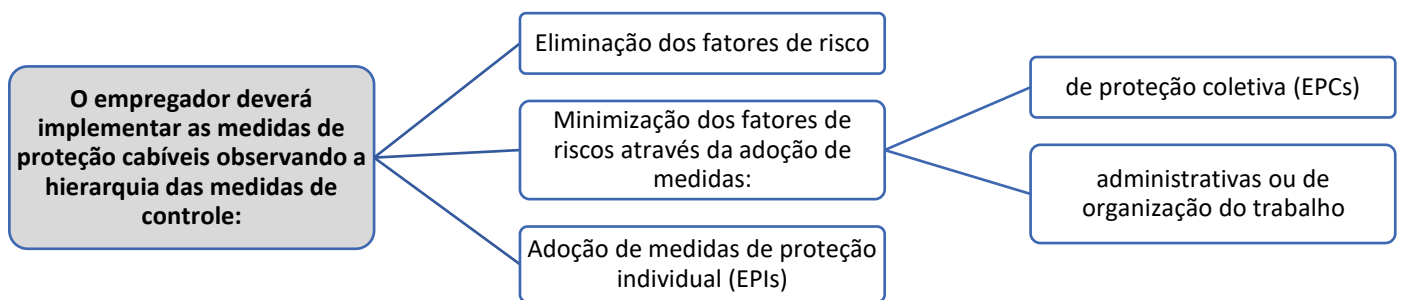 O empregador deverá
implementar as medidas de
proteção cabíveis observando a
hierarquia das medidas de
controle:
Eliminação dos fatores de risco
Minimização dos fatores de
riscos através da adoção de
medidas:
de proteção coletiva (EPCs)
administrativas ou de
organização do trabalho
Adoção de medidas de proteção
individual (EPIs)